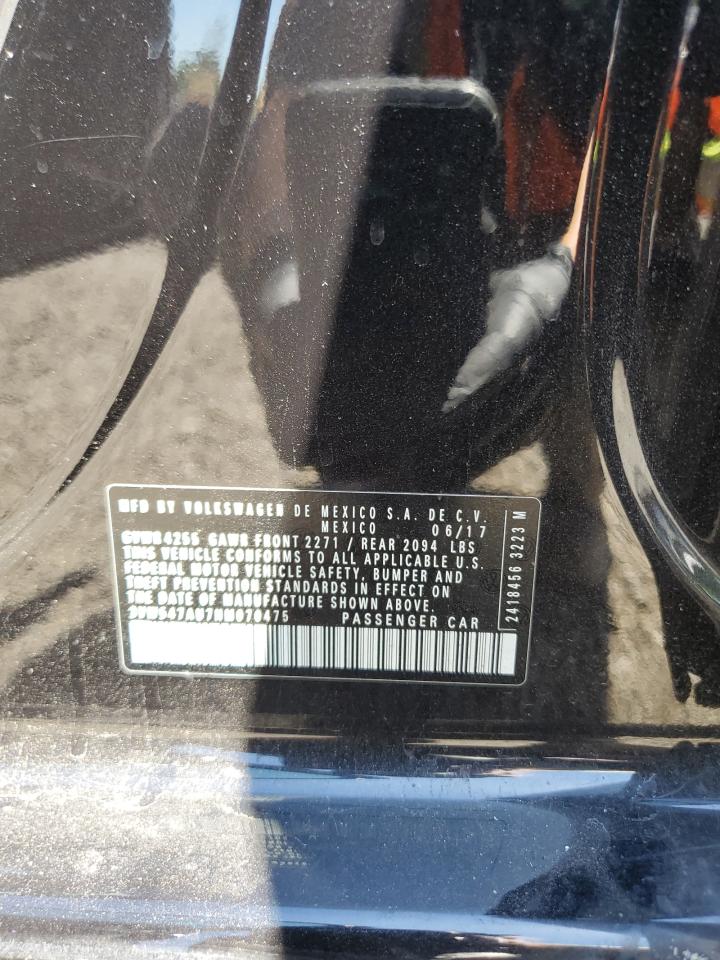 MFD BY VOLKSWAGEN DE MEXICO S.A. DE C.V.
MEXICO 06/17
GVWR 4255 GAWR FRONT 2271 / REAR 2094 LBS
THIS VEHICLE CONFORMS TO ALL APPLICABLE U.S.
FEDERAL MOTOR VEHICLE SAFETY, BUMPER AND
THEFT PREVENTION STANDARDS IN EFFECT ON
THE DATE OF MANUFACTURE SHOWN ABOVE.
PASSENGER CAR
2418456 3223 M